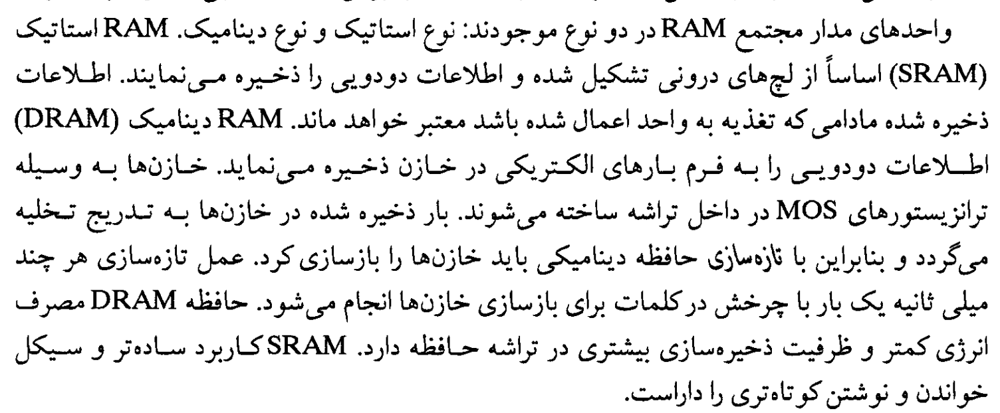 واحدهای مدار مجتمع RAM در دو نوع موجودند: نوع استاتیک و نوع دینامیک. RAM استاتیک
(SRAM) اساساً از لچ‌های درونی تشکیل شده و اطلاعات دودویی را ذخیره می‌نمایند. اطلاعات
ذخیره شده مادامی که تغذیه به واحد اعمال شده باشد معتبر خواهد ماند. RAM دینامیک (DRAM)
اطلاعات دودویی را به فرم بارهای الکتریکی در خازن ذخیره می‌نماید. خازن‌ها به وسیله
ترانزیستورهای MOS در داخل تراشه ساخته می‌شوند. بار ذخیره شده در خازن‌ها به تدریج تخلیه
می‌گردد و بنابراین با تازه‌سازی حافظه دینامیکی باید خازن‌ها را بازسازی کرد. عمل تازه‌سازی هر چند
میلی ثانیه یک بار با چرخش در کلمات برای بازسازی خازن‌ها انجام می‌شود. حافظه DRAM مصرف
انرژی کمتر و ظرفیت ذخیره‌سازی بیشتری در تراشه حافظه دارد. SRAM کاربرد ساده‌تر و سیکل
خواندن و نوشتن کوتاه‌تری را داراست.